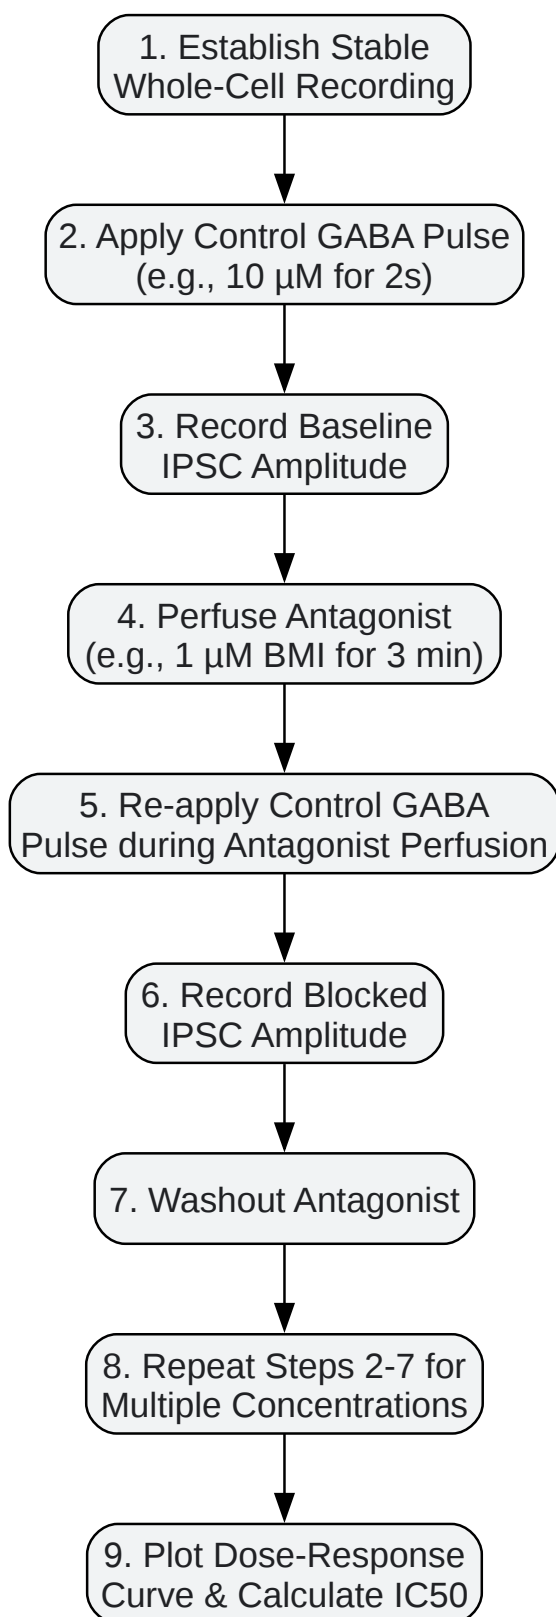 1. Establish Stable
Whole-Cell Recording
2. Apply Control GABA Pulse
(e.g., 10 µM for 2s)
3. Record Baseline
IPSC Amplitude
4. Perfuse Antagonist
(e.g., 1 µM BMI for 3 min)
5. Re-apply Control GABA
Pulse during Antagonist Perfusion
6. Record Blocked
IPSC Amplitude
7. Washout Antagonist
8. Repeat Steps 2-7 for
Multiple Concentrations
9. Plot Dose-Response
Curve & Calculate IC50